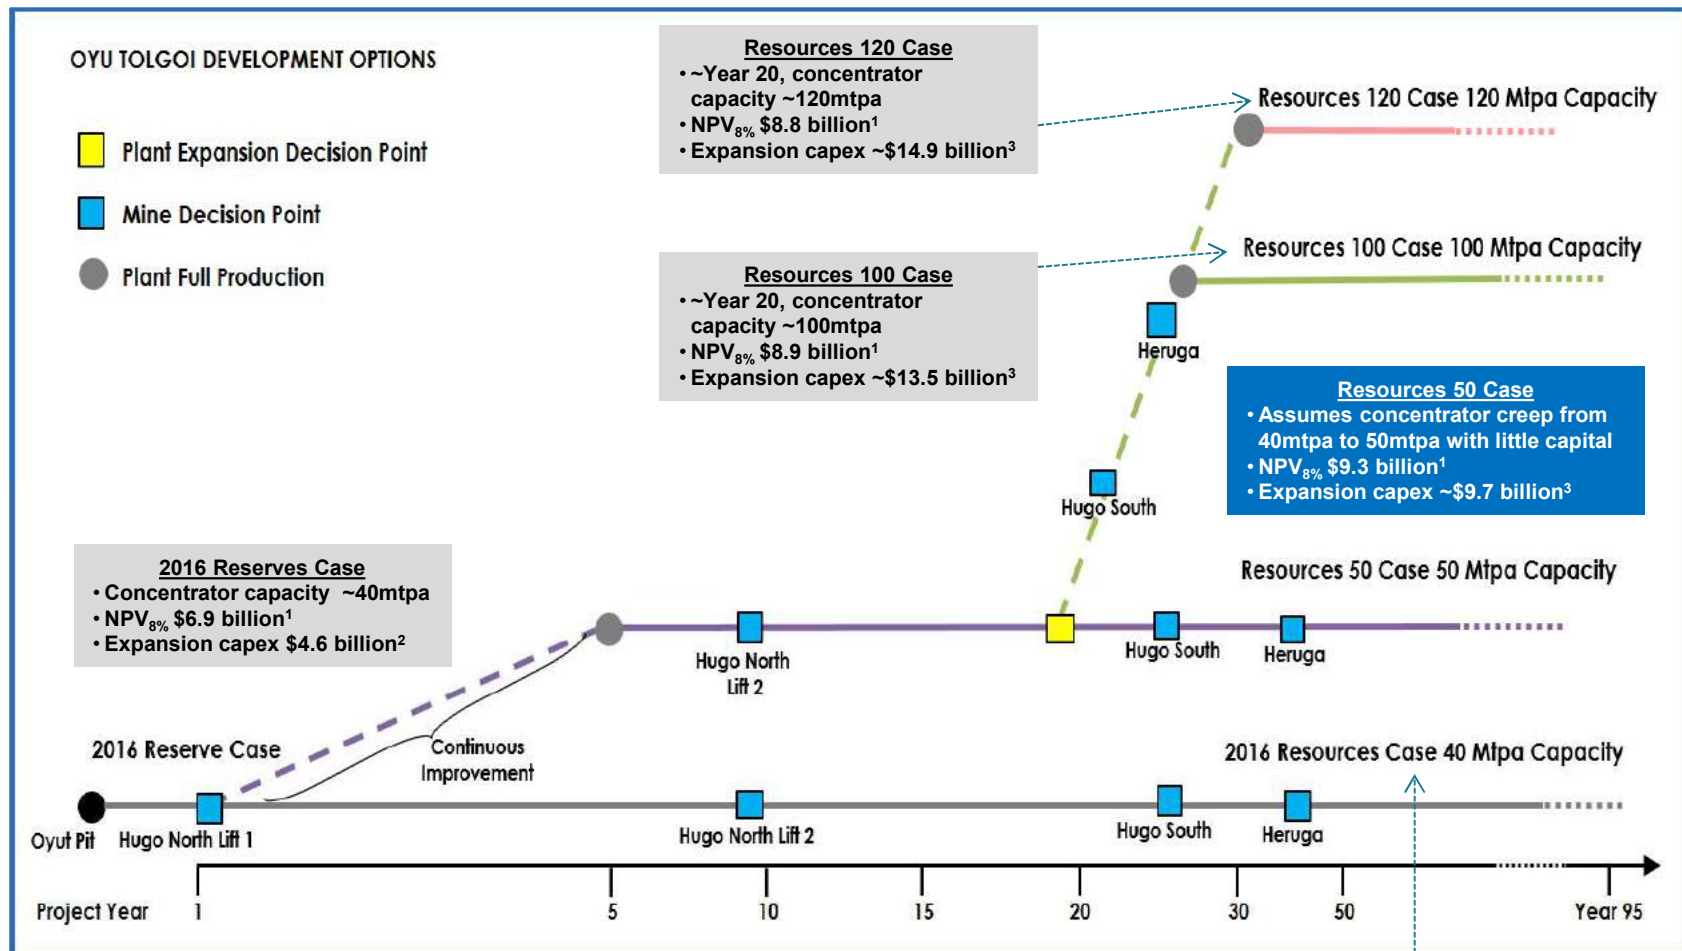 OYU TOLGOI DEVELOPMENT OPTIONS
Plant Expansion Decision Point
Mine Decision Point
Plant Full Production
Resources 120 Case
• ~Year 20, concentrator
capacity ~120mtpa
• NPV8% $8.8 billion1
• Expansion capex ~$14.9 billion3
Resources 120 Case 120 Mtpa Capacity
Resources 100 Case 100 Mtpa Capacity
Resources 100 Case
• ~Year 20, concentrator
capacity ~100mtpa
• NPV8% $8.9 billion1
• Expansion capex ~$13.5 billion3
Heruga
Resources 50 Case
• Assumes concentrator creep from
40mtpa to 50mtpa with little capital
• NPV8% $9.3 billion1
• Expansion capex ~$9.7 billion3
Hugo South
2016 Reserves Case
• Concentrator capacity ~40mtpa
• NPV8% $6.9 billion1
• Expansion capex $4.6 billion2
Resources 50 Case 50 Mtpa Capacity
Hugo North
Lift 2
Hugo South
Heruga
2016 Reserve Case
Continuous
Improvement
2016 Resources Case 40 Mtpa Capacity
Oyut Pit
Hugo North Lift 1
Hugo North Lift 2
Hugo South
Heruga
Project Year
1
5
10
15
20
30
50
Year 95